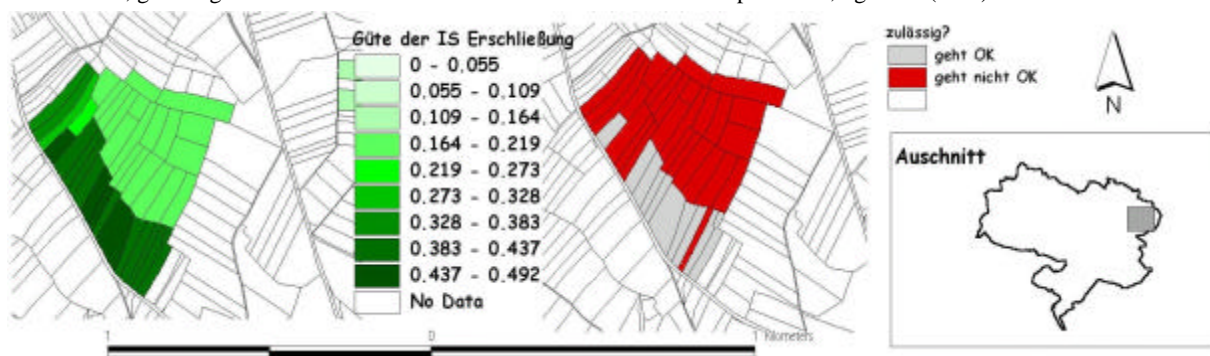 Güte der IS Erschließung
0 - 0.055
0.055 - 0.109
0.109 - 0.164
0.164 - 0.219
0.219 - 0.273
0.273 - 0.328
0.328 - 0.383
0.383 - 0.437
0.437 - 0.492
No Data
zulässig?
geht OK
geht nicht OK
N
Auschnitt
1 0 1 Kilometers